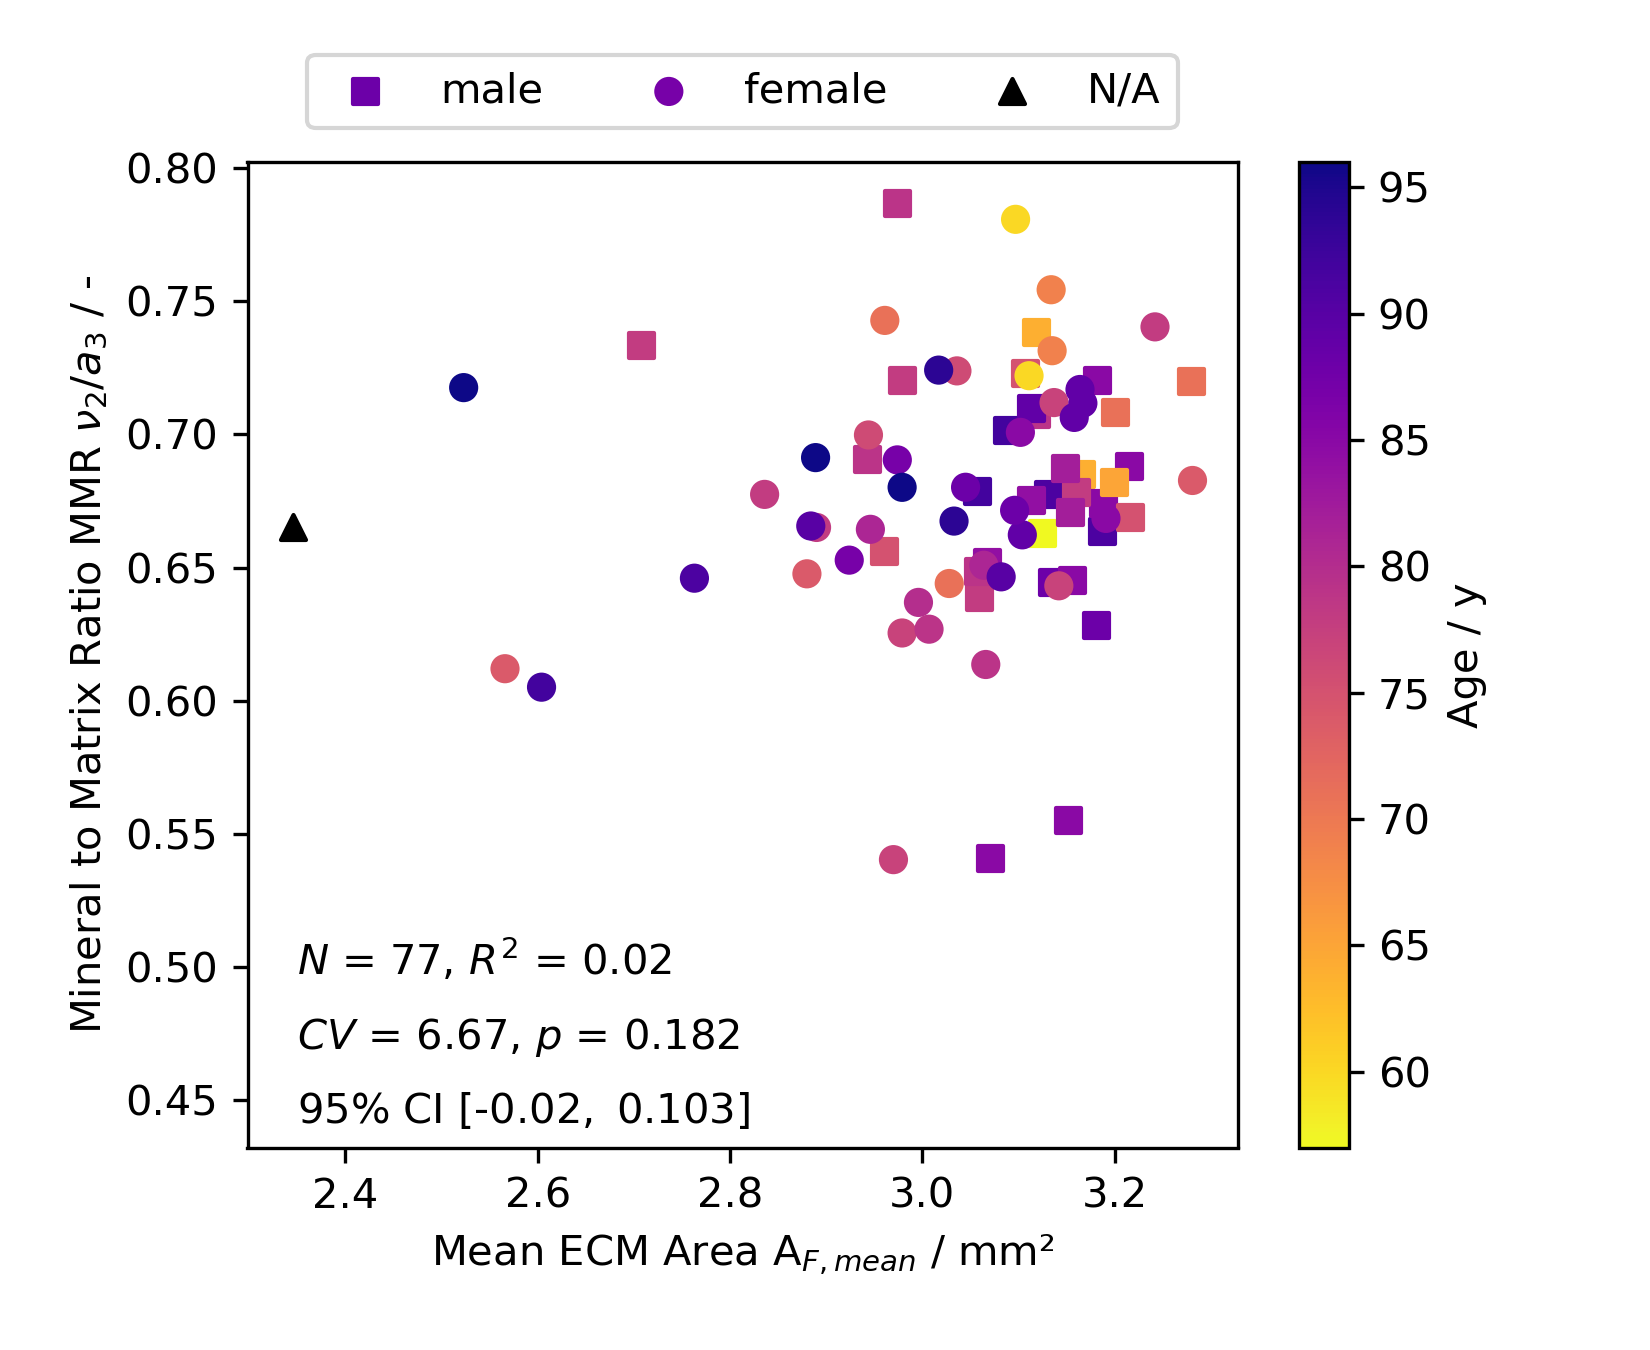 male female N/A
0.80
0.75
0.70
0.65
0.60
0.55
0.50
0.45
Mineral to Matrix Ratio MMR ν₂/a₃ / -
N = 77, R² = 0.02
CV = 6.67, p = 0.182
95% CI [-0.02, 0.103]
2.4 2.6 2.8 3.0 3.2
Mean ECM Area A_{F, mean} / mm²
95
90
85
80
75
70
65
60
Age / y